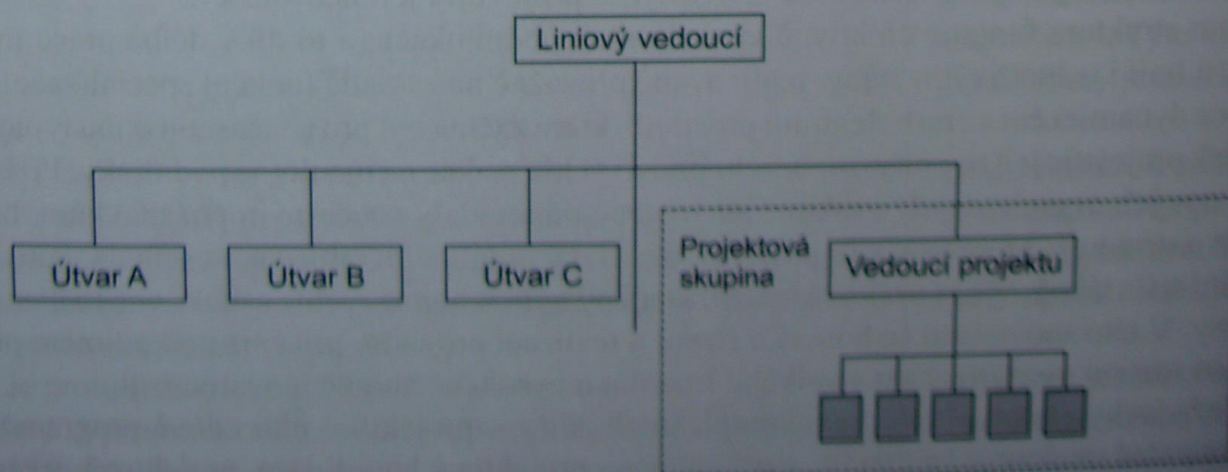 Liniový vedoucí
Útvar A
Útvar B
Útvar C
Projektová
skupina
Vedoucí projektu